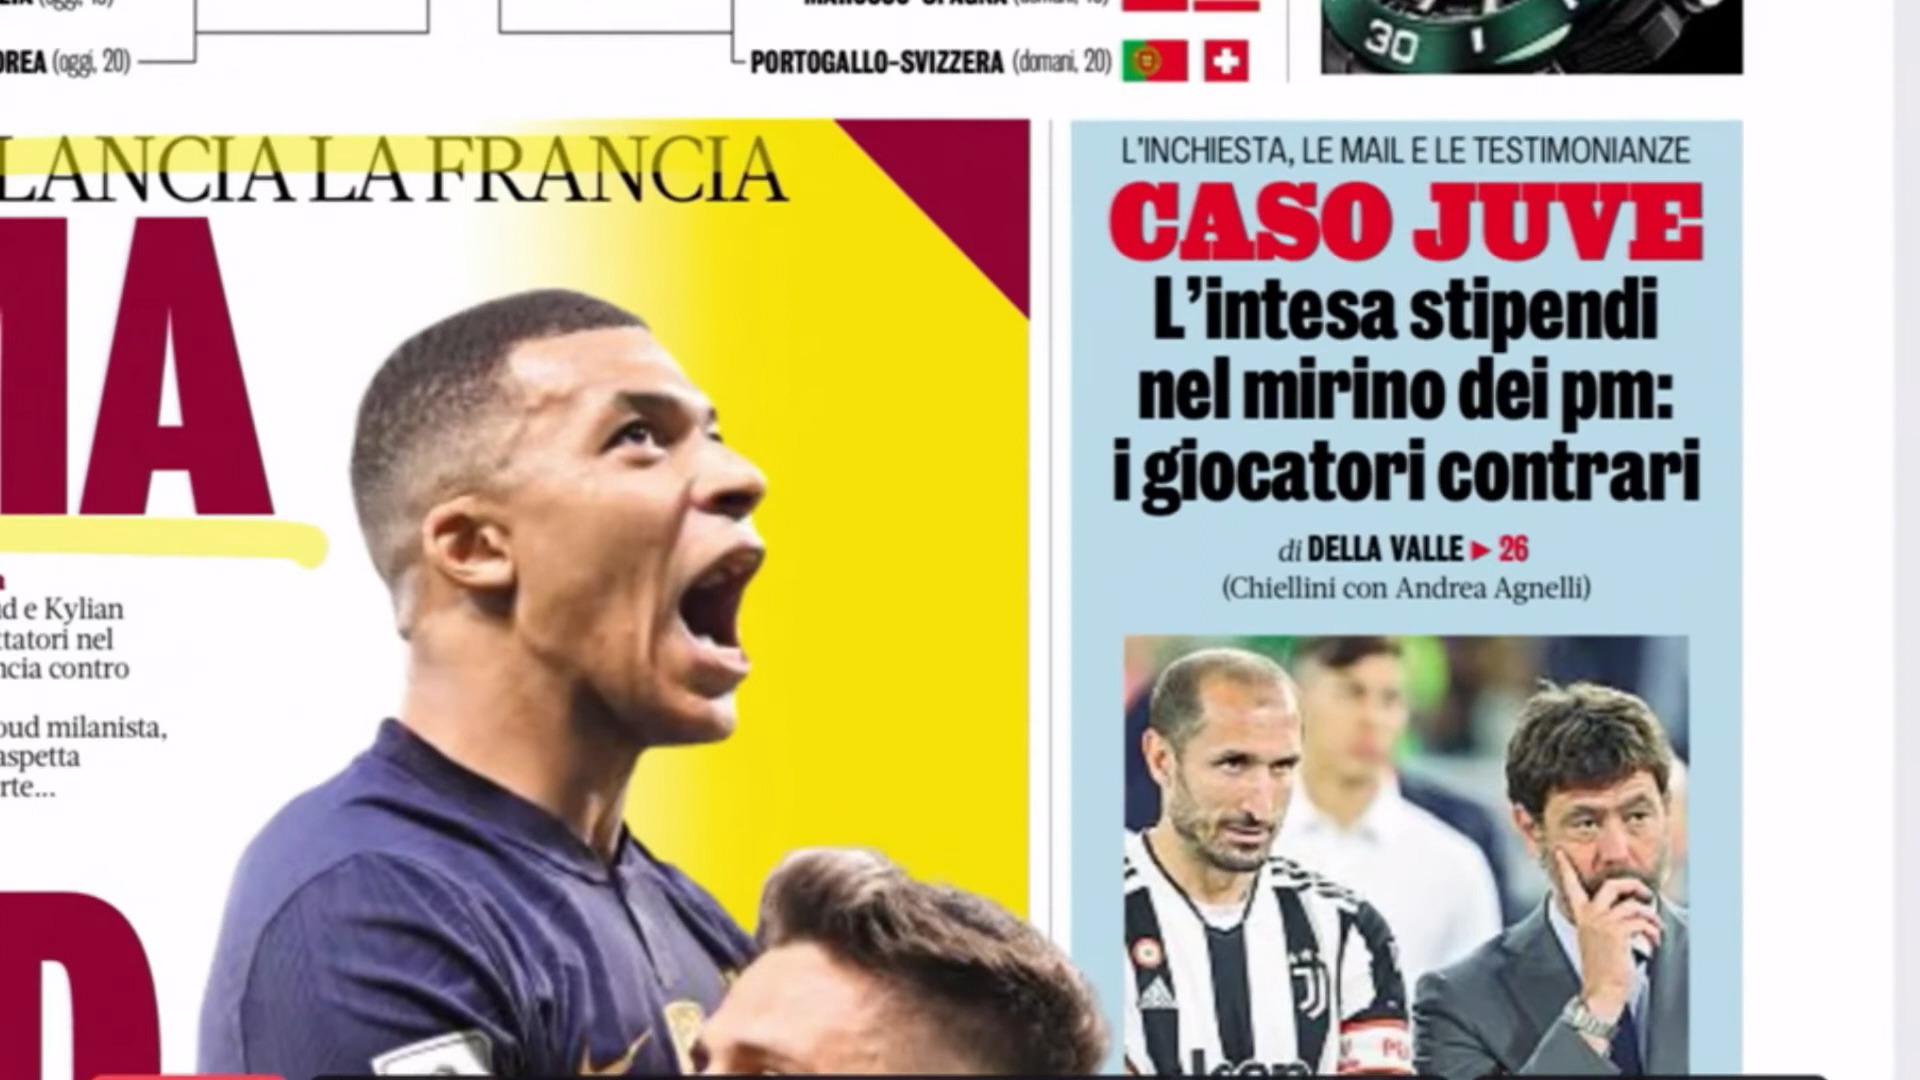 OREA (oggi, 20)
PORTOGALLO-SVIZZERA (domani, 20)
30
LANCIA LA FRANCIA
IA
d e Kylian
ttatori nel
ncia contro
oud milanista,
aspetta
rte...
L'INCHIESTA, LE MAIL E LE TESTIMONIANZE
CASO JUVE
L'intesa stipendi
nel mirino dei pm:
i giocatori contrari
di DELLA VALLE ▶ 26
(Chiellini con Andrea Agnelli)
Jeep